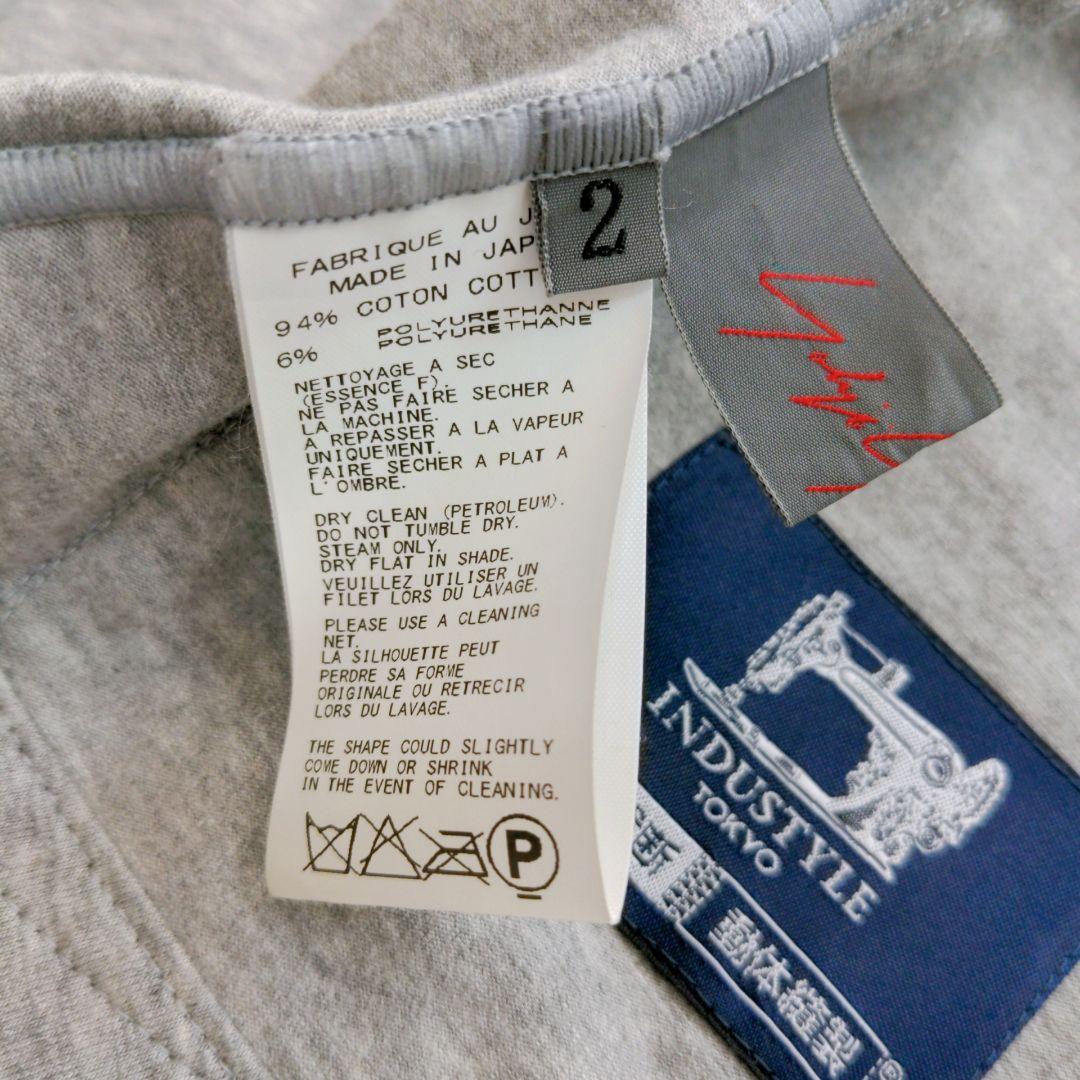 FABRIQUE AU J
MADE IN JAP
94% COTON COTT
6% POLYURETHANNE
POLYURETHANE
NETTOYAGE A SEC
(ESSENCE F).
NE PAS FAIRE SECHER A
LA MACHINE.
A REPASSER A LA VAPEUR
UNIQUEMENT.
FAIRE SECHER A PLAT A
L'OMBRE.
DRY CLEAN (PETROLEUM).
DO NOT TUMBLE DRY.
STEAM ONLY.
DRY FLAT IN SHADE.
VEUILLEZ UTILISER UN
FILET LORS DU LAVAGE.
PLEASE USE A CLEANING
NET.
LA SILHOUETTE PEUT
PERDRE SA FORME
ORIGINALE OU RETRECIR
LORS DU LAVAGE.
THE SHAPE COULD SLIGHTLY
COME DOWN OR SHRINK
IN THE EVENT OF CLEANING.
P
2
INDUSTYLE
TOKYO
動体縫製
®